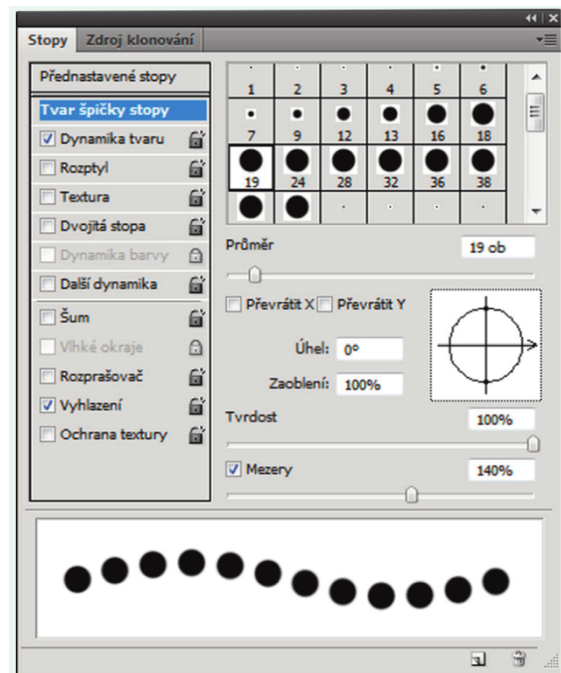 Stopy Zdroj klonování
Přednastavené stopy
Tvar špičky stopy
Dynamika tvaru
Rozptyl
Textura
Dvojitá stopa
Dynamika barvy
Další dynamika
Šum
Vlhké okraje
Rozprašovač
Vyhlazení
Ochrana textury
1 2 3 4 5 6
7 9 12 13 16 18
19 24 28 32 36 38
Průměr 19 ob
Převrátit X Převrátit Y
Úhel: 0º
Zaoblení: 100%
Tvrdost 100%
Mezery 140%